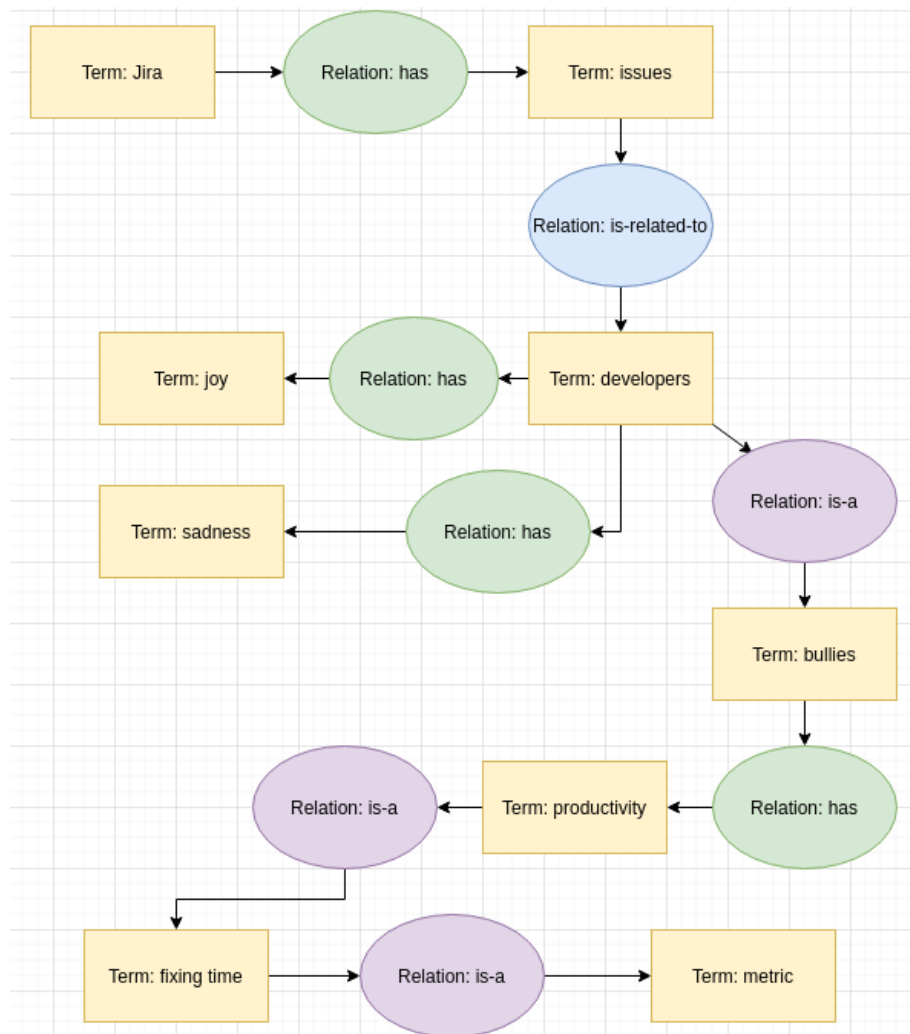 Term: Jira
Relation: has
Term: issues
Relation: is-related-to
Term: joy
Relation: has
Term: developers
Relation: is-a
Term: sadness
Relation: has
Term: bullies
Relation: is-a
Term: productivity
Relation: has
Term: fixing time
Relation: is-a
Term: metric